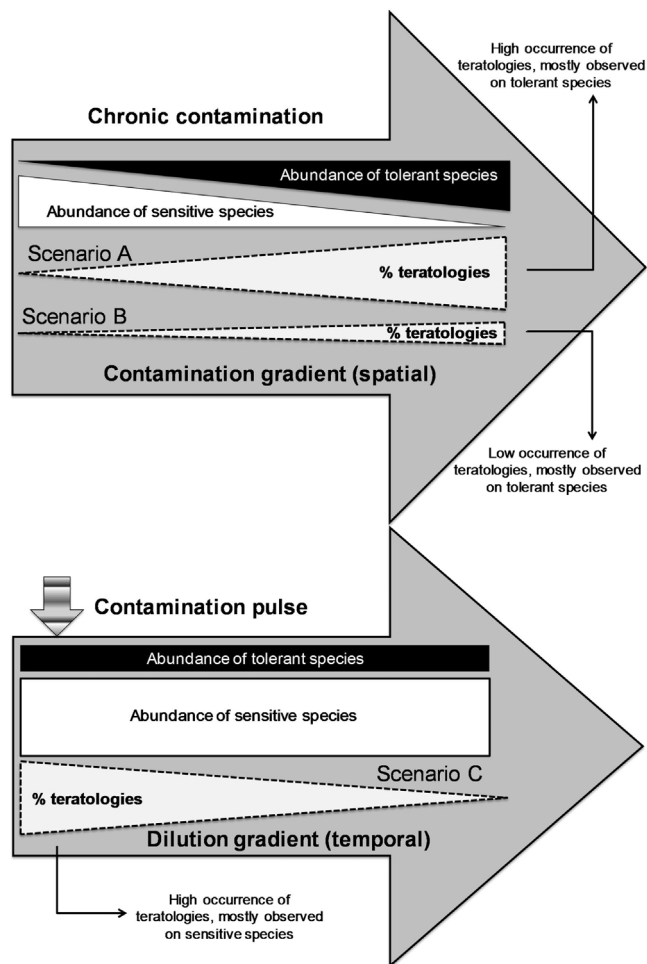 High occurrence of
teratologies, mostly observed
on tolerant species
Chronic contamination
Abundance of tolerant species
Abundance of sensitive species
Scenario A
% teratologies
Scenario B
% teratologies
Contamination gradient (spatial)
Low occurrence of
teratologies, mostly observed
on tolerant species
Contamination pulse
Abundance of tolerant species
Abundance of sensitive species
Scenario C
% teratologies
Dilution gradient (temporal)
High occurrence of
teratologies, mostly observed
on sensitive species